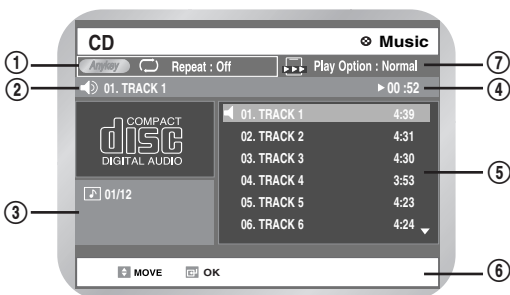 CD
Music
① Anykey Repeat : Off Play Option : Normal ⑦
② 01. TRACK 1 00 :52 ④
COMPACT
disc
DIGITAL AUDIO
01. TRACK 1 4:39
02. TRACK 2 4:31
03. TRACK 3 4:30
04. TRACK 4 3:53
05. TRACK 5 4:23
06. TRACK 6 4:24
⑤
③ 01/12
MOVE OK ⑥